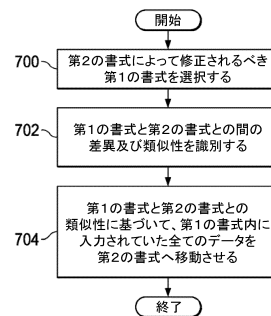 開始
700
第2の書式によって修正されるべき
第1の書式を選択する
702
第1の書式と第2の書式との間の
差異及び類似性を識別する
704
第1の書式と第2の書式との
類似性に基づいて、第1の書式内に
入力されていた全てのデータを
第2の書式へ移動させる
終了